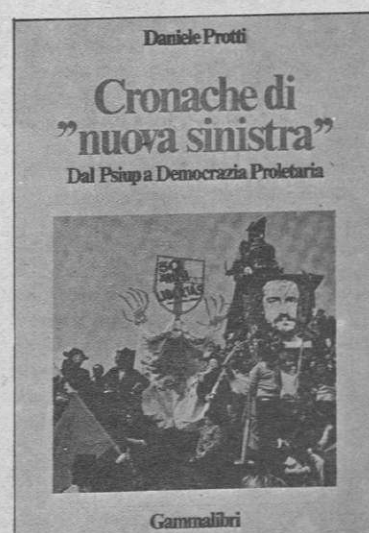 Daniele Protti
Cronache di
"nuova sinistra"
Dal Psiup a Democrazia Proletaria
Gammalibri